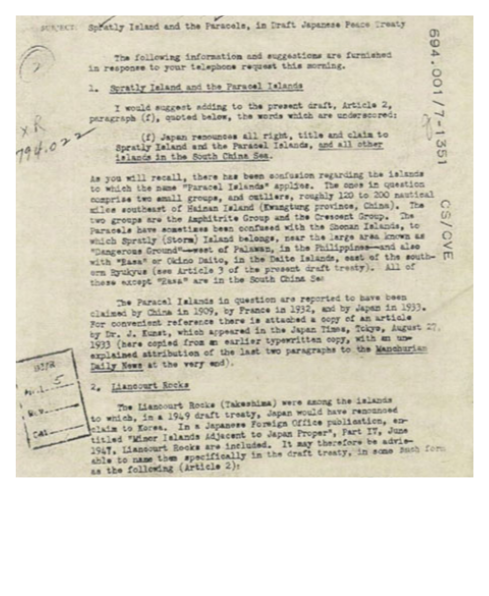 SUBJECT: Spratly Island and the Paracels, in Draft Japanese Peace Treaty
The following information and suggestions are furnished
in response to your telephone request this morning.
1. Spratly Island and the Paracel Islands
I would suggest adding to the present draft, Article 2,
paragraph (f), quoted below, the words which are underscored:
(f) Japan renounces all right, title and claim to
Spratly Island and the Paracel Islands, and all other
islands in the South China Sea.
As you will recall, there has been confusion regarding the islands
to which the name "Paracel Islands" applies. The ones in question
comprise two small groups, and outliers, roughly 120 to 200 nautical
miles southeast of Hainan Island (Kwangtung province, China). The
two groups are the Amphitrite Group and the Crescent Group. The
Paracels have sometimes been confused with the Shonan Islands, to
which Spratly (Storm) Island belongs, near the large area known as
"Dangerous Ground"—west of Palawan, in the Philippines—and also
with "Rasa" or Okino Daito, in the Daito Islands, east of the south-
ern Ryukyus (see Article 3 of the present draft treaty). All of
these except "Rasa" are in the South China Sea
The Paracel Islands in question are reported to have been
claimed by China in 1909, by France in 1932, and by Japan in 1933.
For convenient reference there is attached a copy of an article
by Dr. J. Kunst, which appeared in the Japan Times, Tokyo, August 27,
1933 (here copied from an earlier typewritten copy, with an un-
explained attribution of the last two paragraphs to the Manchurian
Daily News at the very end).
2. Liancourt Rocks
The Liancourt Rocks (Takeshima) were among the islands
to which, in a 1949 draft treaty, Japan would have renounced
claim to Korea. In a Japanese Foreign Office publication, en-
titled "Minor Islands Adjacent to Japan Proper", Part IV, June
1947, Liancourt Rocks are included. It may therefore be advis-
able to name them specifically in the draft treaty, in some such form
as the following (Article 2):
694.001/7-1351
CS/OVE
XR
794.022
2
5